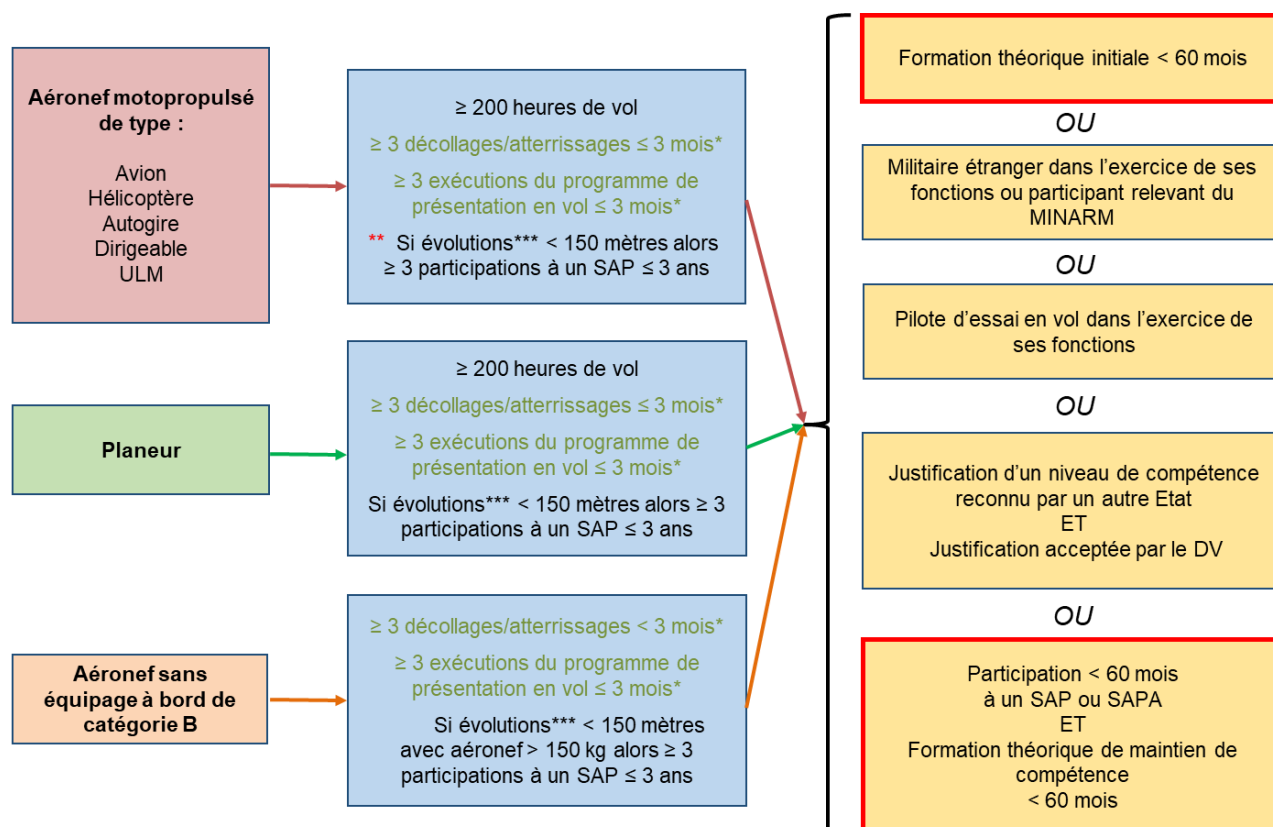 Aéronef motopropulsé
de type :
Avion
Hélicoptère
Autogire
Dirigeable
ULM
≥ 200 heures de vol
≥ 3 décollages/atterrissages ≤ 3 mois*
≥ 3 exécutions du programme de
présentation en vol ≤ 3 mois*
** Si évolutions*** < 150 mètres alors
≥ 3 participations à un SAP ≤ 3 ans
Planeur
≥ 200 heures de vol
≥ 3 décollages/atterrissages ≤ 3 mois*
≥ 3 exécutions du programme de
présentation en vol ≤ 3 mois*
Si évolutions*** < 150 mètres alors ≥ 3
participations à un SAP ≤ 3 ans
Aéronef sans
équipage à bord de
catégorie B
≥ 3 décollages/atterrissages < 3 mois*
≥ 3 exécutions du programme de
présentation en vol ≤ 3 mois*
Si évolutions*** < 150 mètres
avec aéronef > 150 kg alors ≥ 3
participations à un SAP ≤ 3 ans
Formation théorique initiale < 60 mois
OU
Militaire étranger dans l'exercice de ses
fonctions ou participant relevant du
MINARM
OU
Pilote d'essai en vol dans l'exercice de
ses fonctions
OU
Justification d'un niveau de compétence
reconnu par un autre Etat
ET
Justification acceptée par le DV
OU
Participation < 60 mois
à un SAP ou SAPA
ET
Formation théorique de maintien de
compétence
< 60 mois